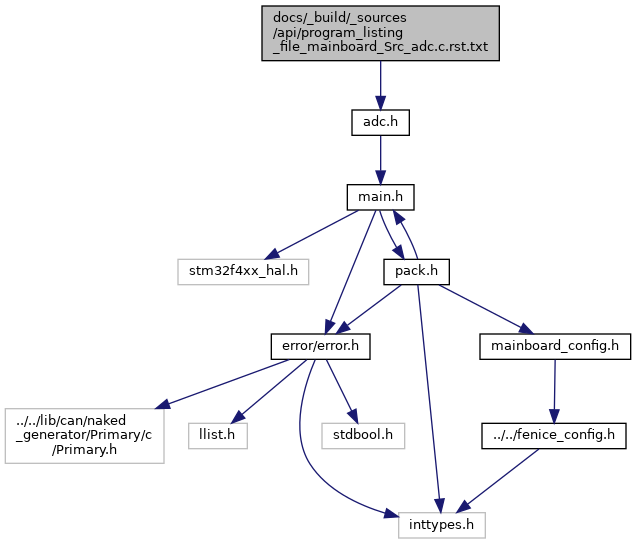 docs/_build/_sources
/api/program_listing
_file_mainboard_Src_adc.c.rst.txt
adc.h
main.h
stm32f4xx_hal.h
pack.h
error/error.h
mainboard_config.h
../../lib/can/naked
_generator/Primary/c
/Primary.h
llist.h
stdbool.h
../../fenice_config.h
inttypes.h